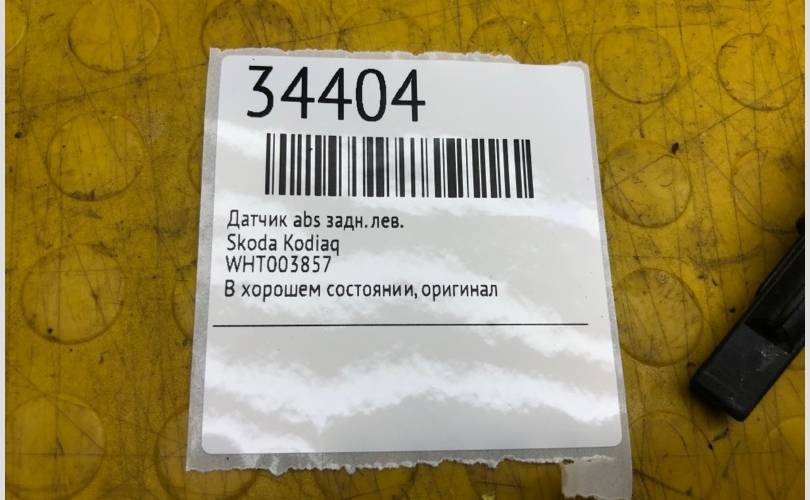 34404
Датчик abs задн.лев.
Skoda Kodiaq
WHT003857
В хорошем состоянии, оригинал